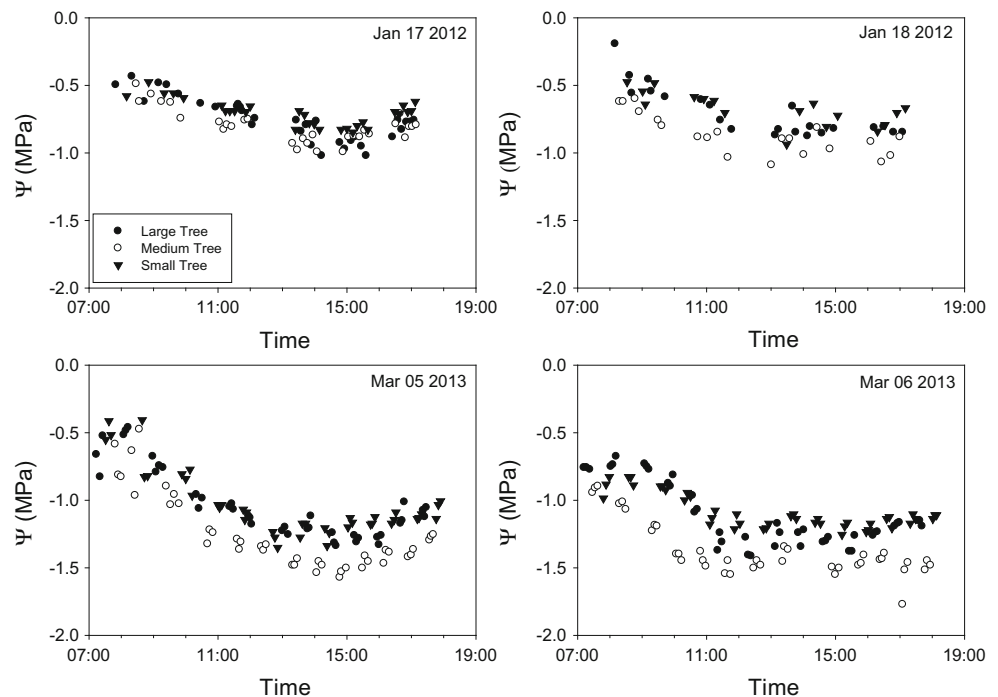 Jan 17 2012
0.0
-0.5
-1.0
-1.5
-2.0
Ψ (MPa)
Large Tree
Medium Tree
Small Tree
07:00 11:00 15:00 19:00
Time
Jan 18 2012
0.0
-0.5
-1.0
-1.5
-2.0
Ψ (MPa)
07:00 11:00 15:00 19:00
Time
Mar 05 2013
0.0
-0.5
-1.0
-1.5
-2.0
Ψ (MPa)
07:00 11:00 15:00 19:00
Time
Mar 06 2013
0.0
-0.5
-1.0
-1.5
-2.0
Ψ (MPa)
07:00 11:00 15:00 19:00
Time